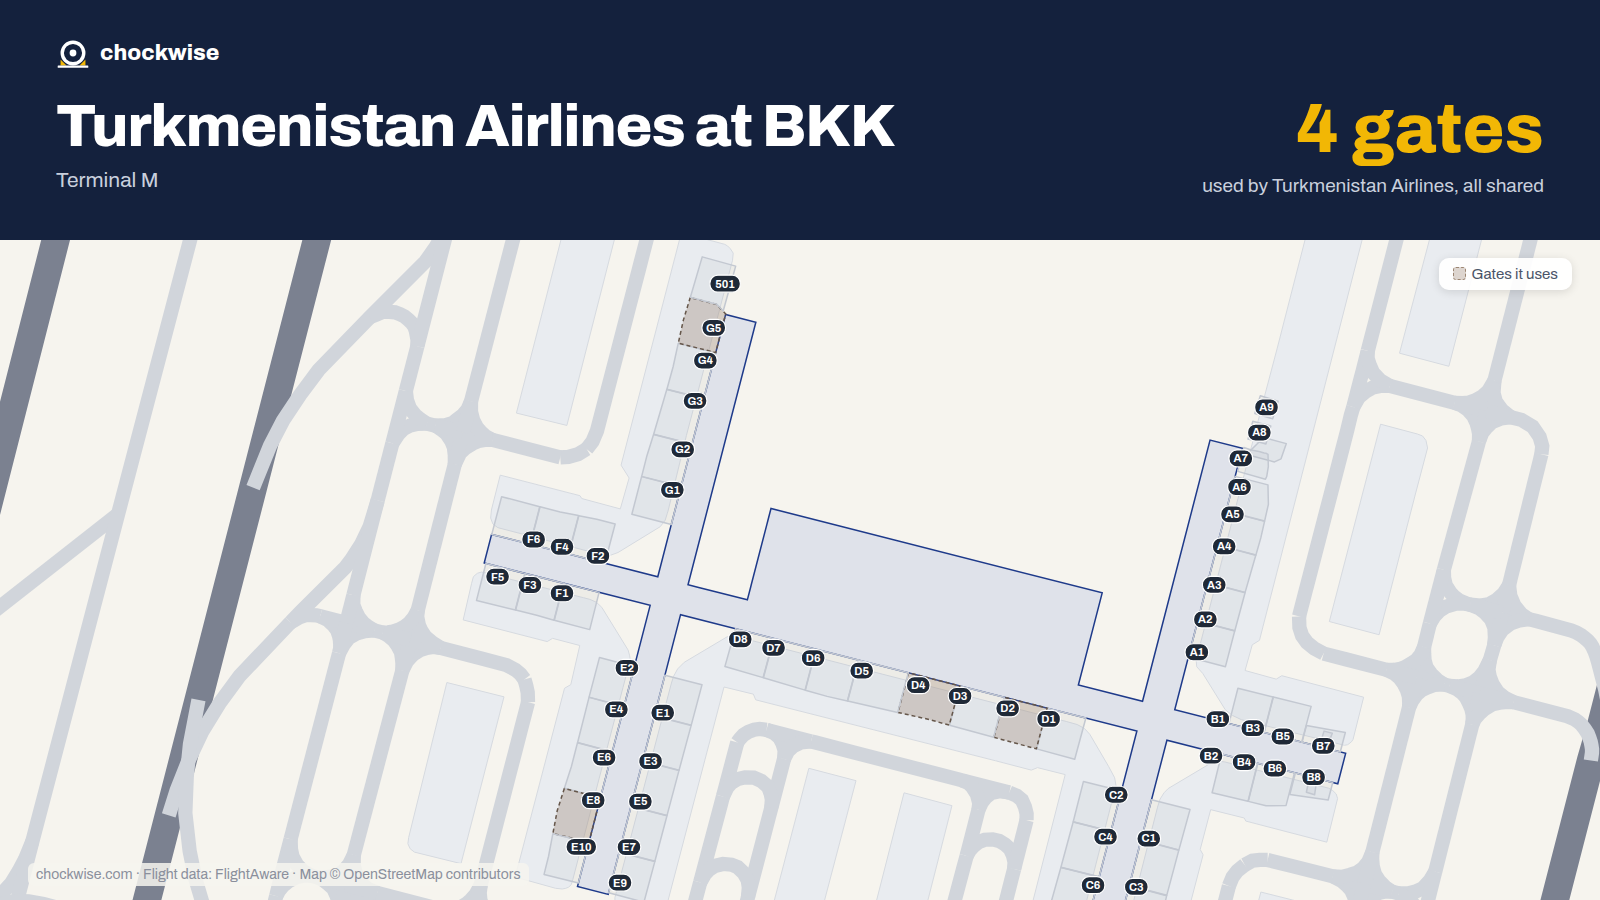 chockwise
Turkmenistan Airlines at BKK
Terminal M
4 gates
used by Turkmenistan Airlines, all shared
Gates it uses
501
G5
G4
G3
G2
G1
F6
F4
F2
F5
F3
F1
E2
E4
E1
E6
E3
E8
E5
E10
E7
E9
D8
D7
D6
D5
D4
D3
D2
D1
A9
A8
A7
A6
A5
A4
A3
A2
A1
B1
B3
B5
B7
B2
B4
B6
B8
C2
C4
C1
C6
C3
chockwise.com · Flight data: FlightAware · Map © OpenStreetMap contributors